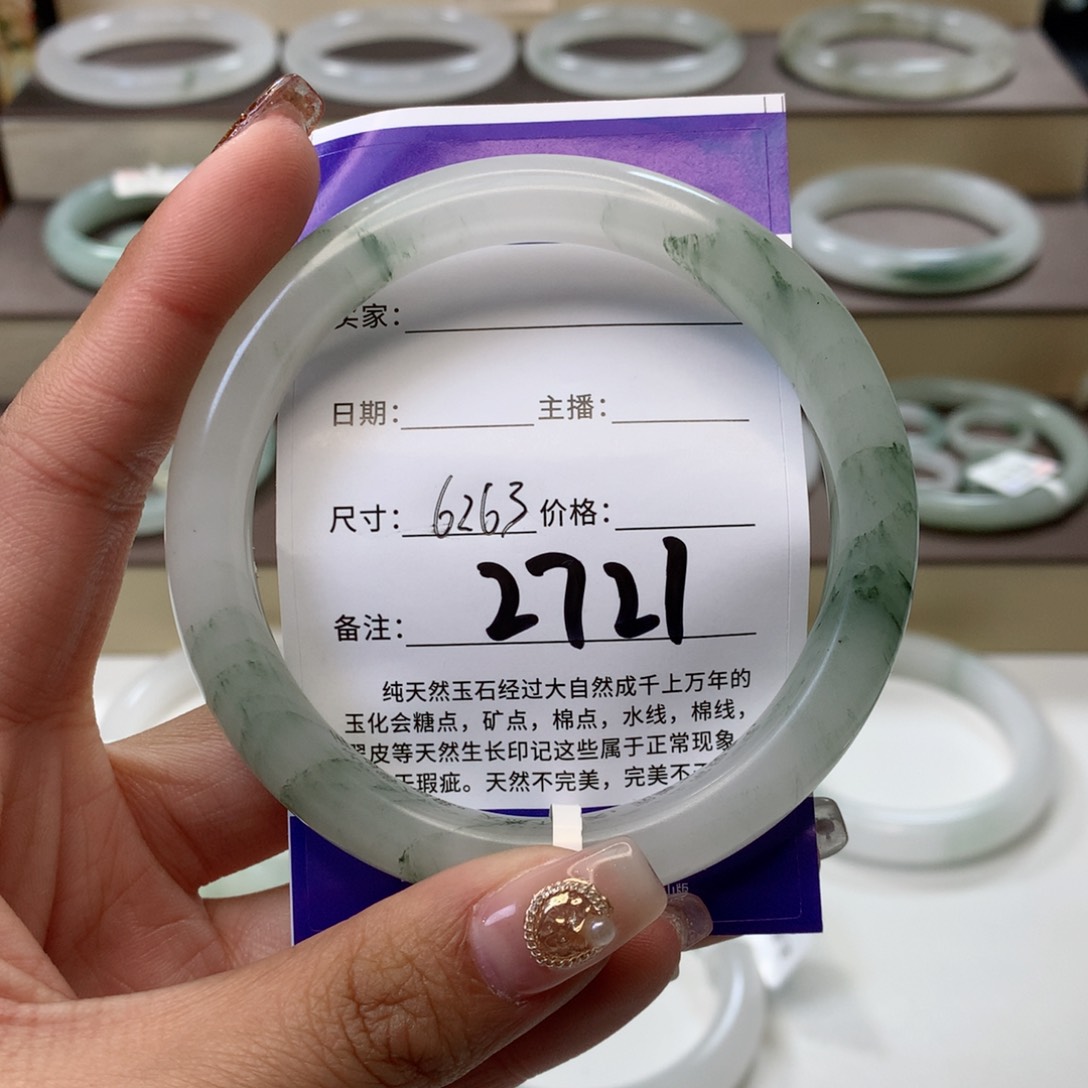 家：
日期： 主播：
尺寸： 6263 价格：
2721
备注：
纯天然玉石经过大自然成千上万年的
玉化会糖点，矿点，棉点，水线，棉线，
皮等天然生长印记这些属于正常现象
瑕疵。天然不完美，完美不